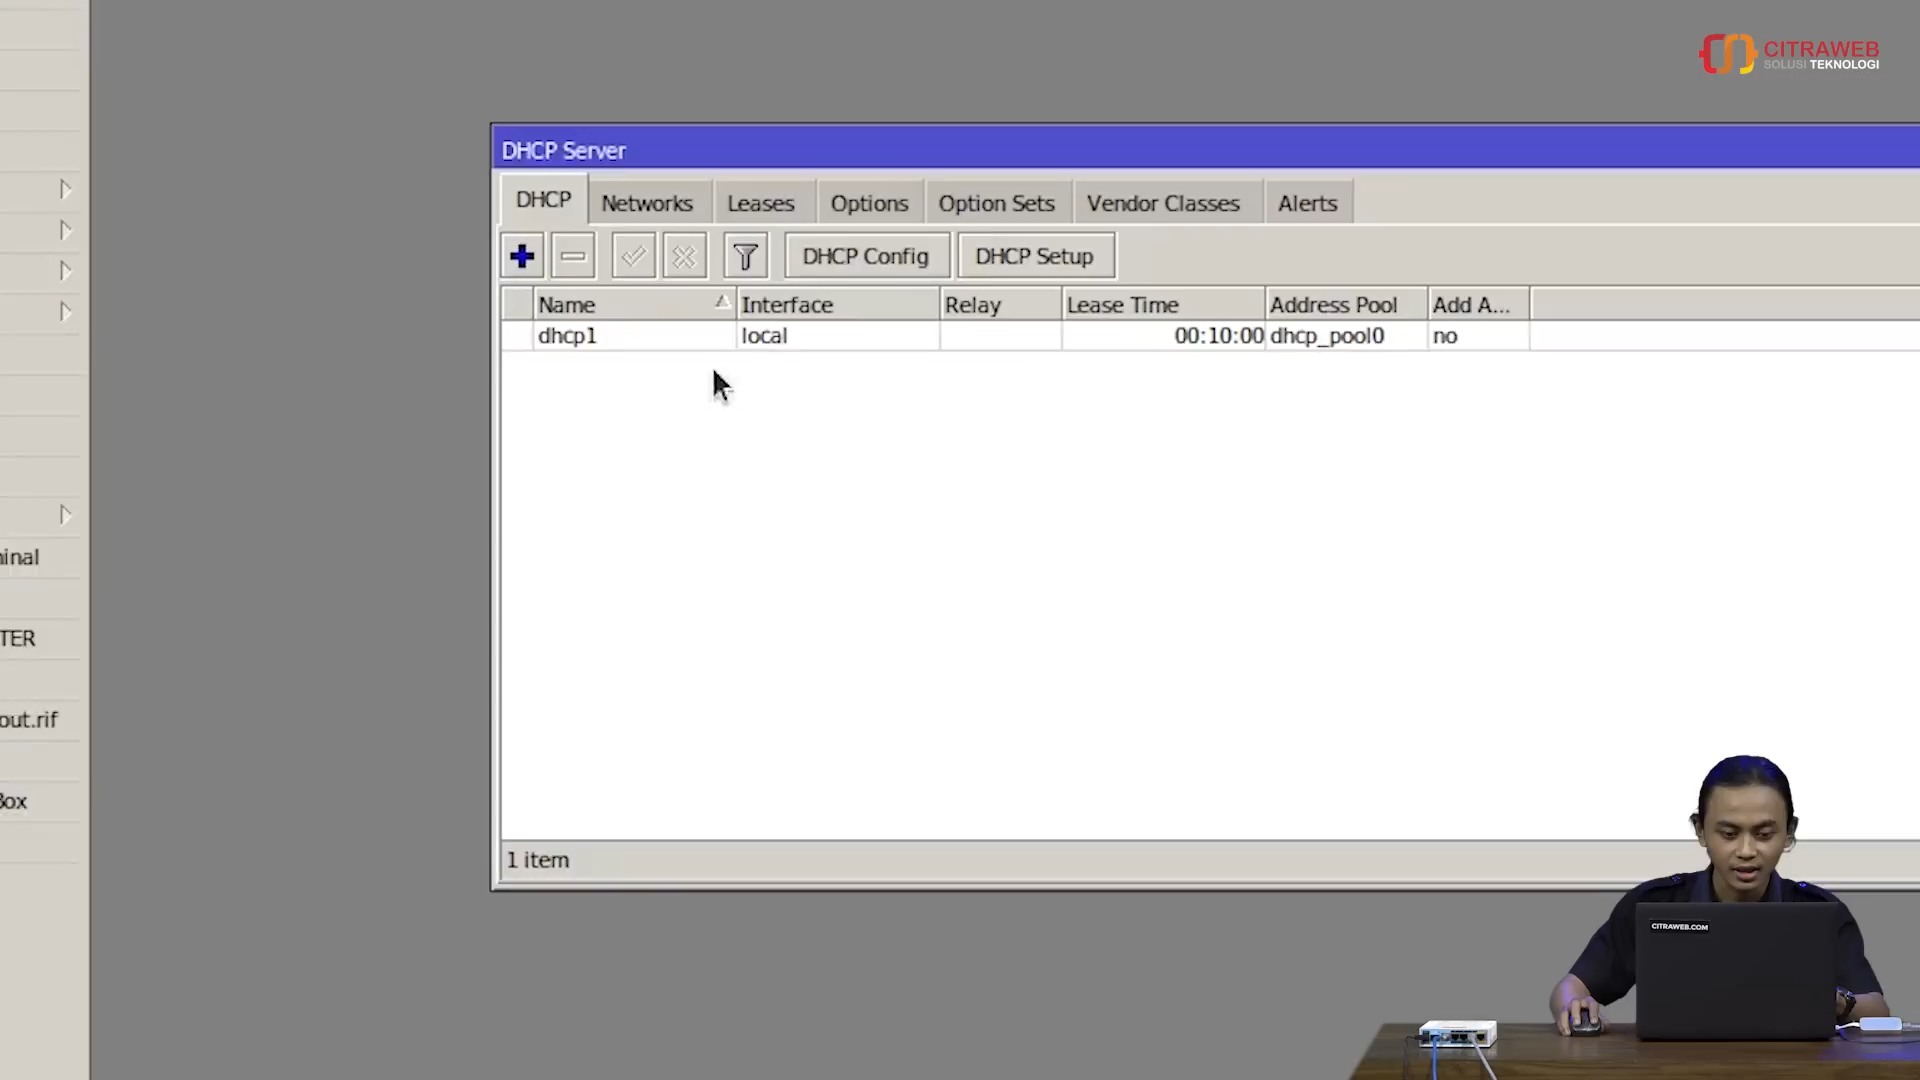 CITRAWEB
SOLUSI TEKNOLOGI
DHCP Server
DHCP Networks Leases Options Option Sets Vendor Classes Alerts
DHCP Config DHCP Setup
Name Interface Relay Lease Time Address Pool Add A...
dhcp1 local 00:10:00 dhcp_pool0 no
inal
TER
out.rif
Box
1 item
CITRAWEB.COM